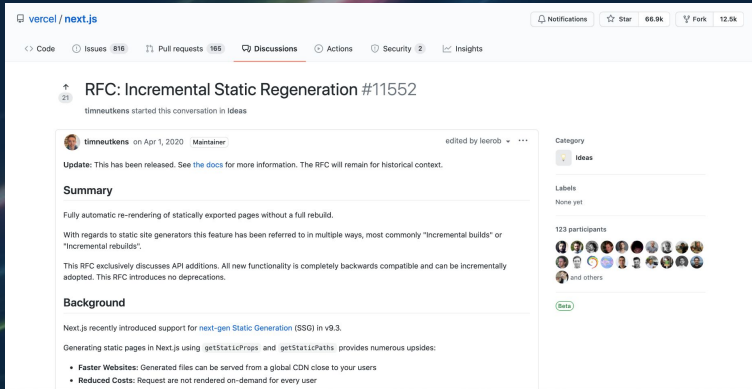 vercel / next.js
Notifications
Star 66.9k
Fork 12.5k
Code
Issues 816
Pull requests 165
Discussions
Actions
Security 2
Insights
21
RFC: Incremental Static Regeneration #11552
timneutkens started this conversation in Ideas
timneutkens on Apr 1, 2020 Maintainer
edited by leerob
Update: This has been released. See the docs for more information. The RFC will remain for historical context.
Summary
Fully automatic re-rendering of statically exported pages without a full rebuild.
With regards to static site generators this feature has been referred to in multiple ways, most commonly "Incremental builds" or
"Incremental rebuilds".
This RFC exclusively discusses API additions. All new functionality is completely backwards compatible and can be incrementally
adopted. This RFC introduces no deprecations.
Background
Next.js recently introduced support for next-gen Static Generation (SSG) in v9.3.
Generating static pages in Next.js using getStaticProps and getStaticPaths provides numerous upsides:
• Faster Websites: Generated files can be served from a global CDN close to your users
• Reduced Costs: Request are not rendered on-demand for every user
Category
Ideas
Labels
None yet
123 participants
and others
Beta